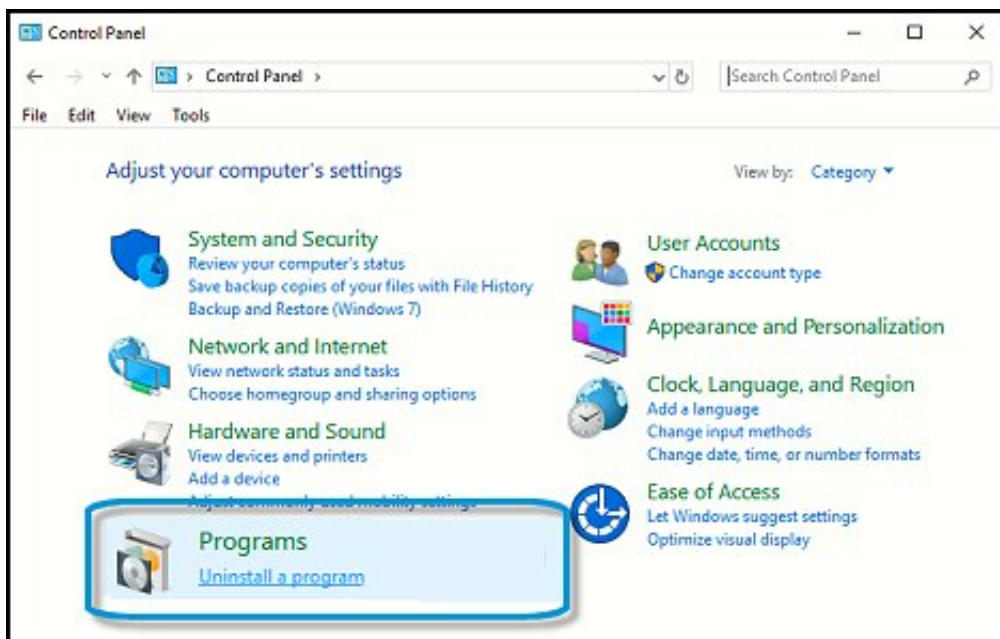 Control Panel
Control Panel
Search Control Panel
File Edit View Tools
Adjust your computer's settings
View by: Category
System and Security
Review your computer's status
Save backup copies of your files with File History
Backup and Restore (Windows 7)
Network and Internet
View network status and tasks
Choose homegroup and sharing options
Hardware and Sound
View devices and printers
Add a device
Adjust commonly used mobility settings
Programs
Uninstall a program
User Accounts
Change account type
Appearance and Personalization
Clock, Language, and Region
Add a language
Change input methods
Change date, time, or number formats
Ease of Access
Let Windows suggest settings
Optimize visual display